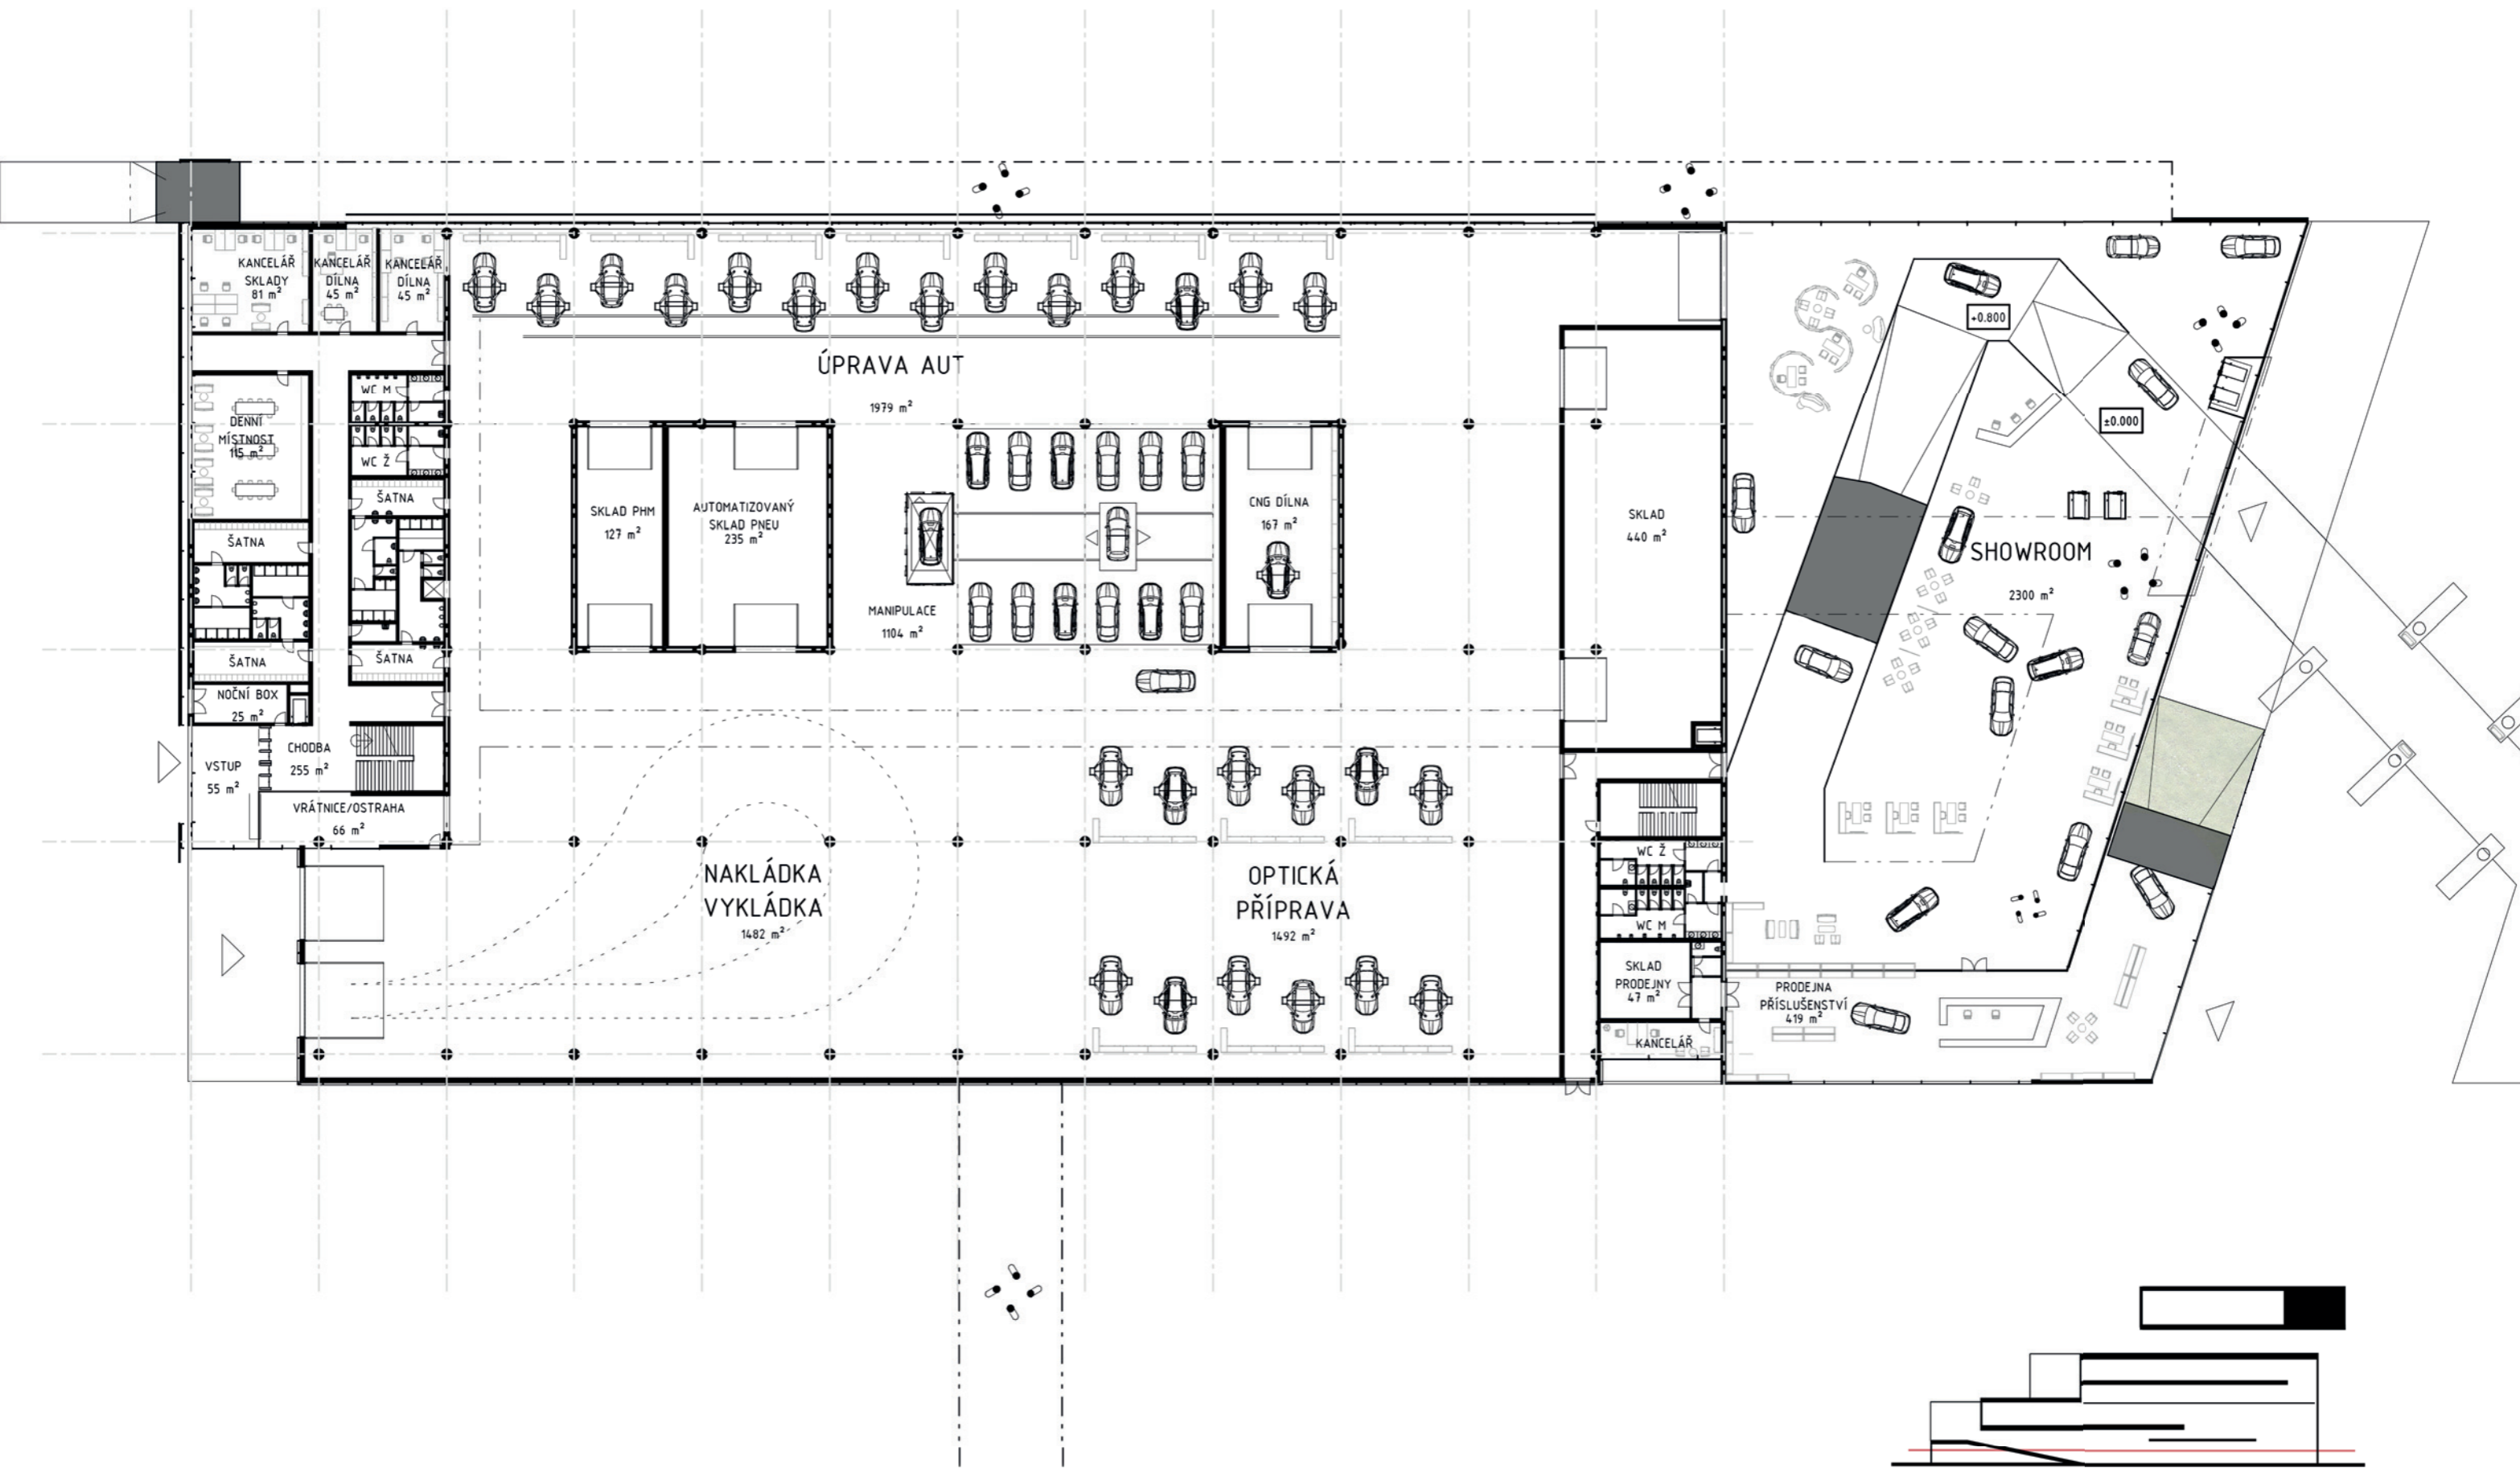 KANCELÁŘ
SKLADY
81 m²
KANCELÁŘ
DÍLNA
45 m²
KANCELÁŘ
DÍLNA
45 m²
+0.800
ÚPRAVA AUT
1979 m²
WC M
DENNÍ
MÍSTNOST
115 m²
WC Ž
±0.000
ŠATNA
SKLAD PHM
127 m²
AUTOMATIZOVANÝ
SKLAD PNEU
235 m²
CNG DÍLNA
167 m²
SKLAD
440 m²
ŠATNA
SHOWROOM
2300 m²
MANIPULACE
1104 m²
ŠATNA
ŠATNA
NOČNÍ BOX
25 m²
VSTUP
55 m²
CHODBA
255 m²
VRÁTNICE/OSTRAHA
66 m²
NAKLÁDKA
VYKLÁDKA
1482 m²
OPTICKÁ
PŘÍPRAVA
1492 m²
WC Ž
WC M
SKLAD
PRODEJNY
47 m²
PRODEJNA
PŘÍSLUŠENSTVÍ
419 m²
KANCELÁŘ